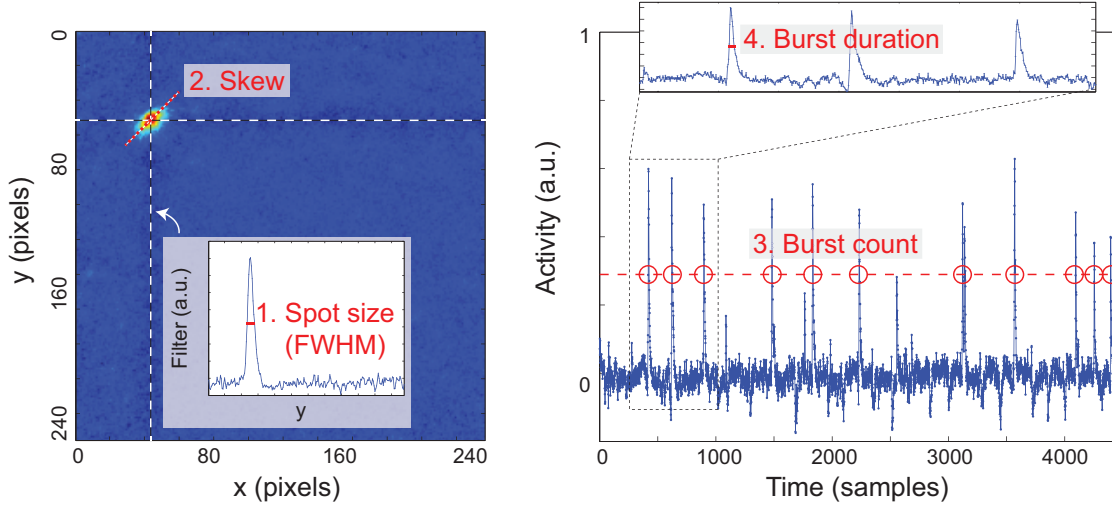 0
80
160
240
y (pixels)
2. Skew
Filter (a.u.)
1. Spot size
(FWHM)
y
0
80
160
240
x (pixels)
1
0
Activity (a.u.)
4. Burst duration
3. Burst count
0
1000
2000
3000
4000
Time (samples)